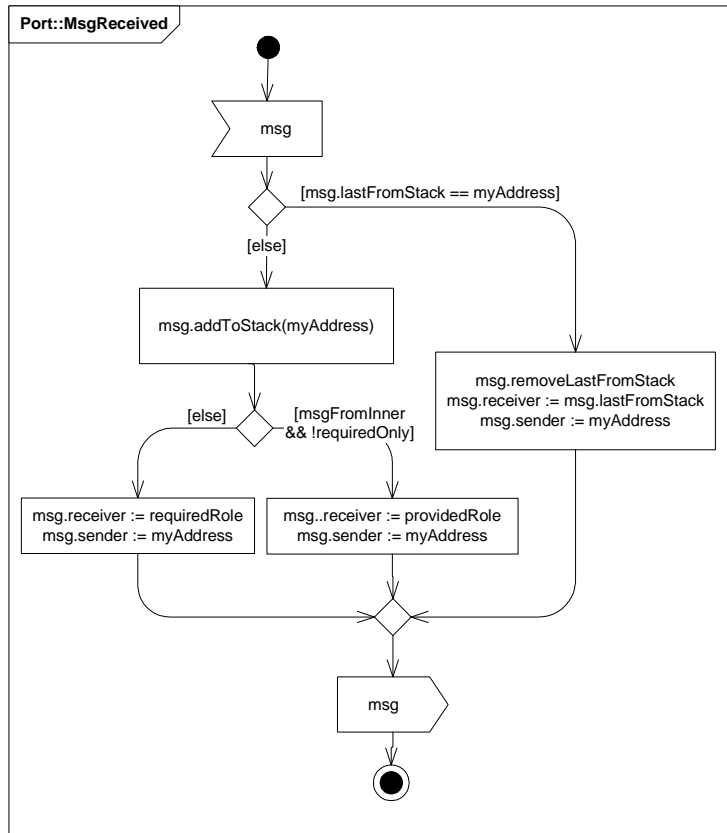 Port::MsgReceived
msg
[msg.lastFromStack == myAddress]
[else]
msg.addToStack(myAddress)
msg.removeLastFromStack
msg.receiver := msg.lastFromStack
msg.sender := myAddress
[else]
[msgFromInner
&& !requiredOnly]
msg.receiver := requiredRole
msg.sender := myAddress
msg..receiver := providedRole
msg.sender := myAddress
msg